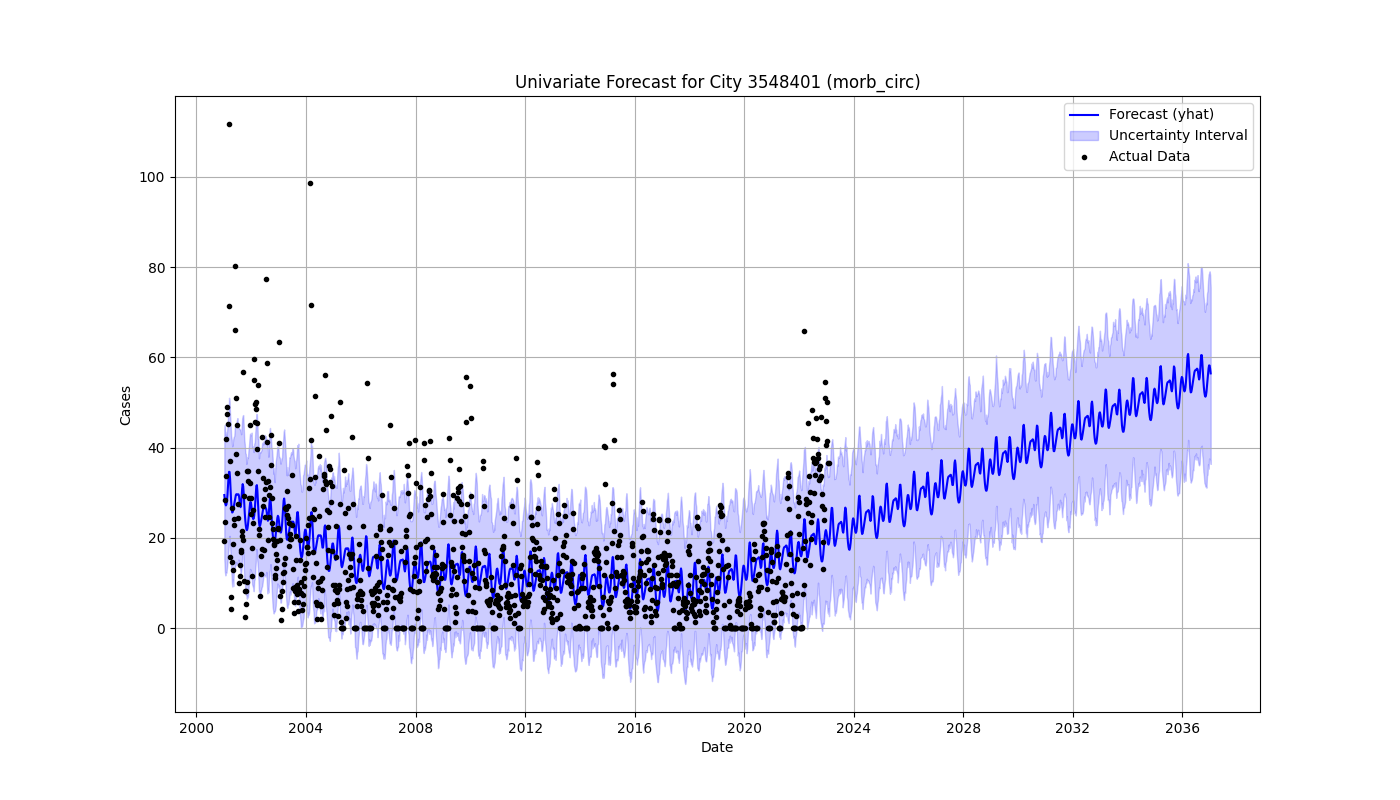 Univariate Forecast for City 3548401 (morb_circ)
Forecast (yhat)
Uncertainty Interval
Actual Data
Cases
100
80
60
40
20
0
2000 2004 2008 2012 2016 2020 2024 2028 2032 2036
Date